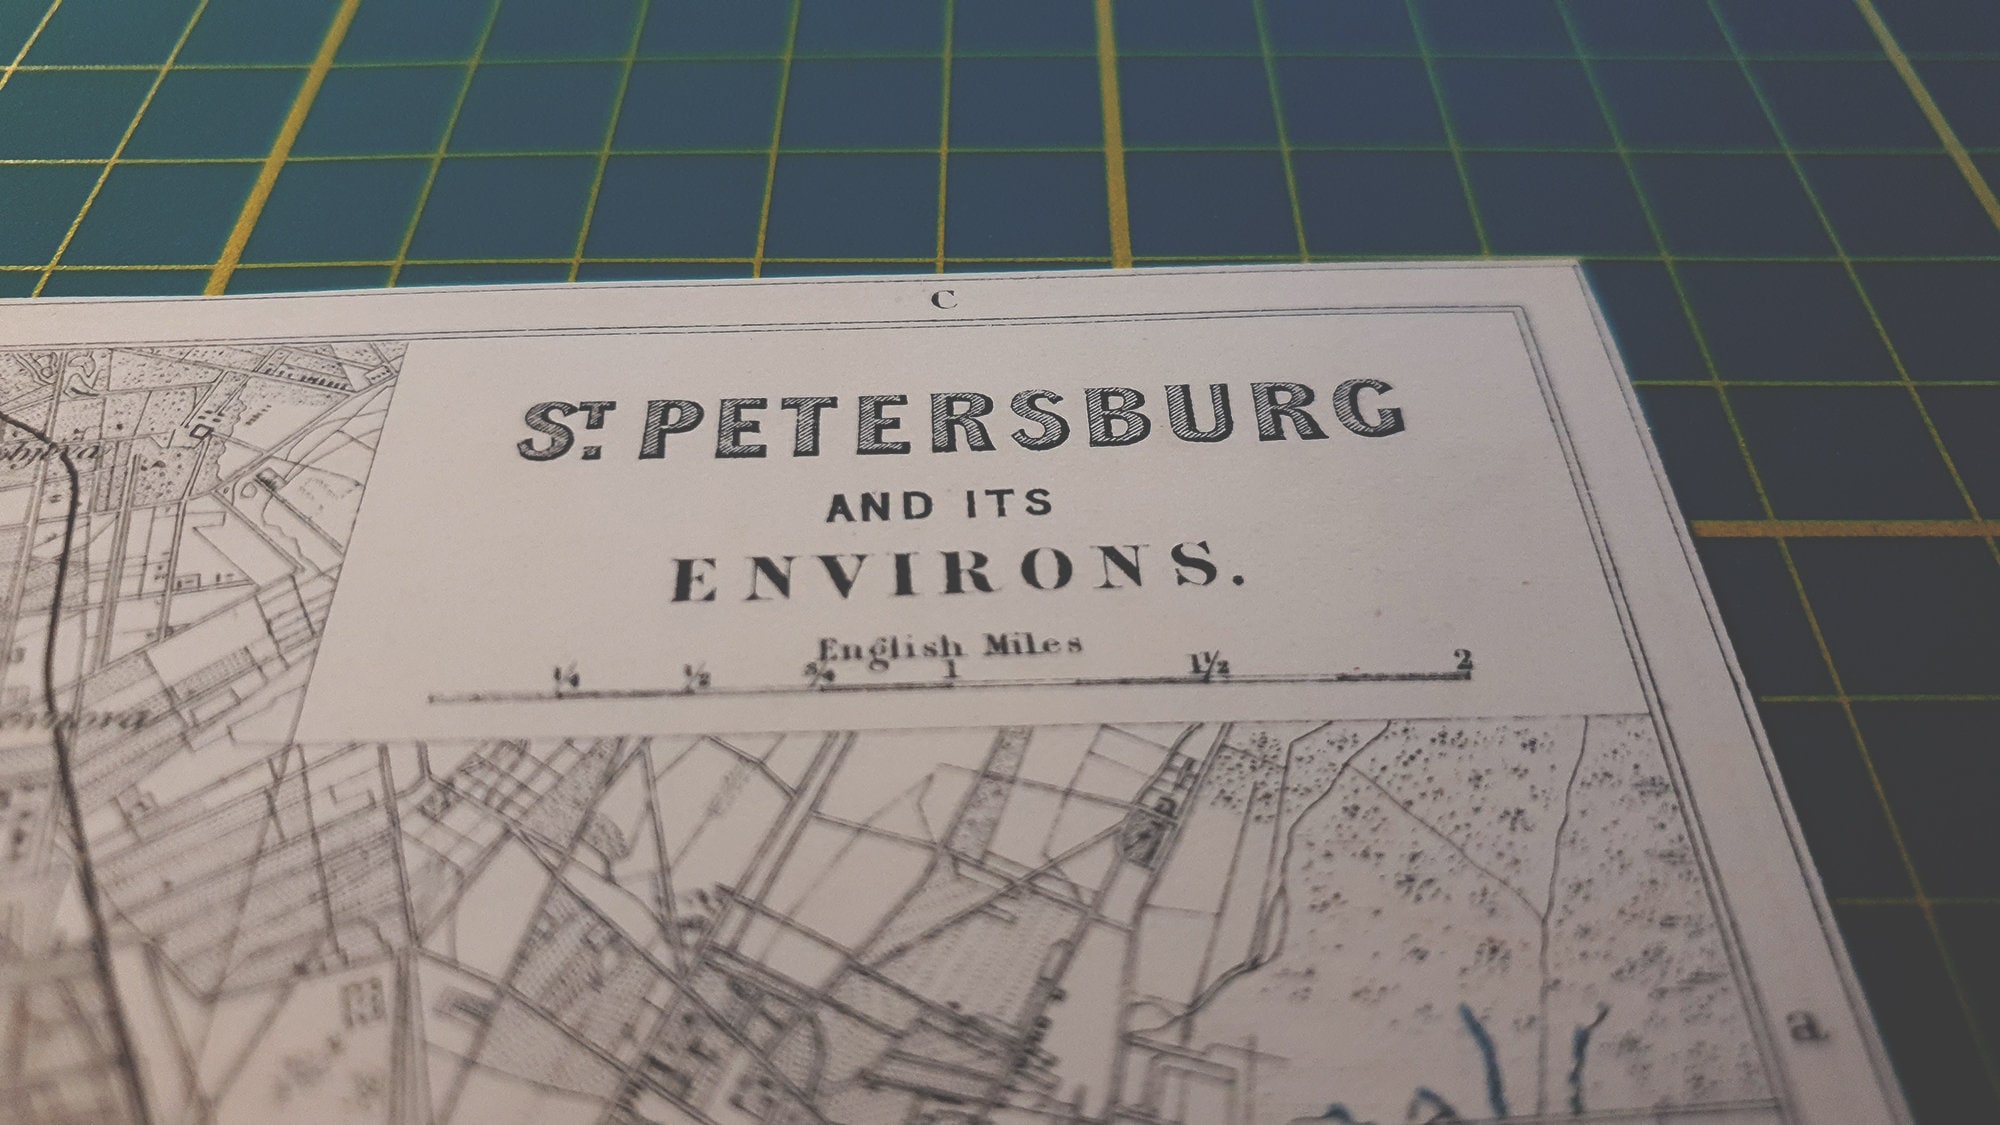 C
ST. PETERSBURG
AND ITS
ENVIRONS.
English Miles
¼ ½ ¾ 1 1½ 2
a